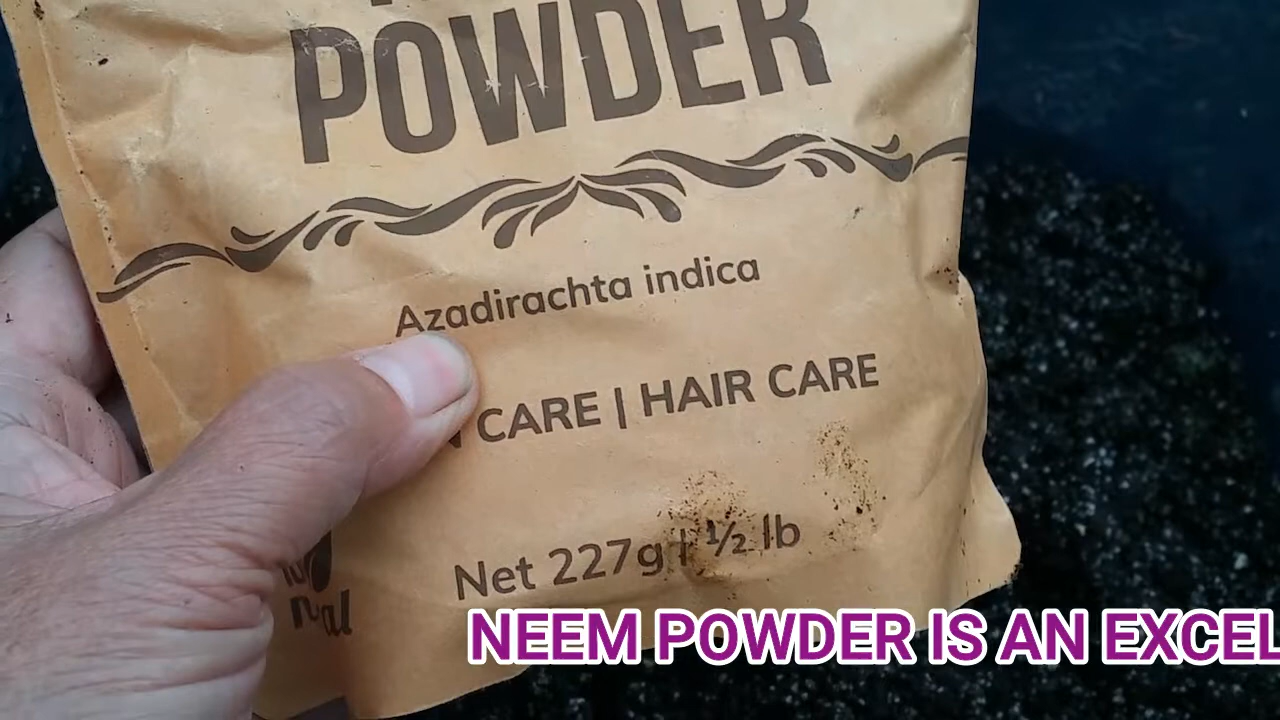 POWDER
Azadirachta indica
CARE | HAIR CARE
Net 227g | ½ lb
NEEM POWDER IS AN EXCEL